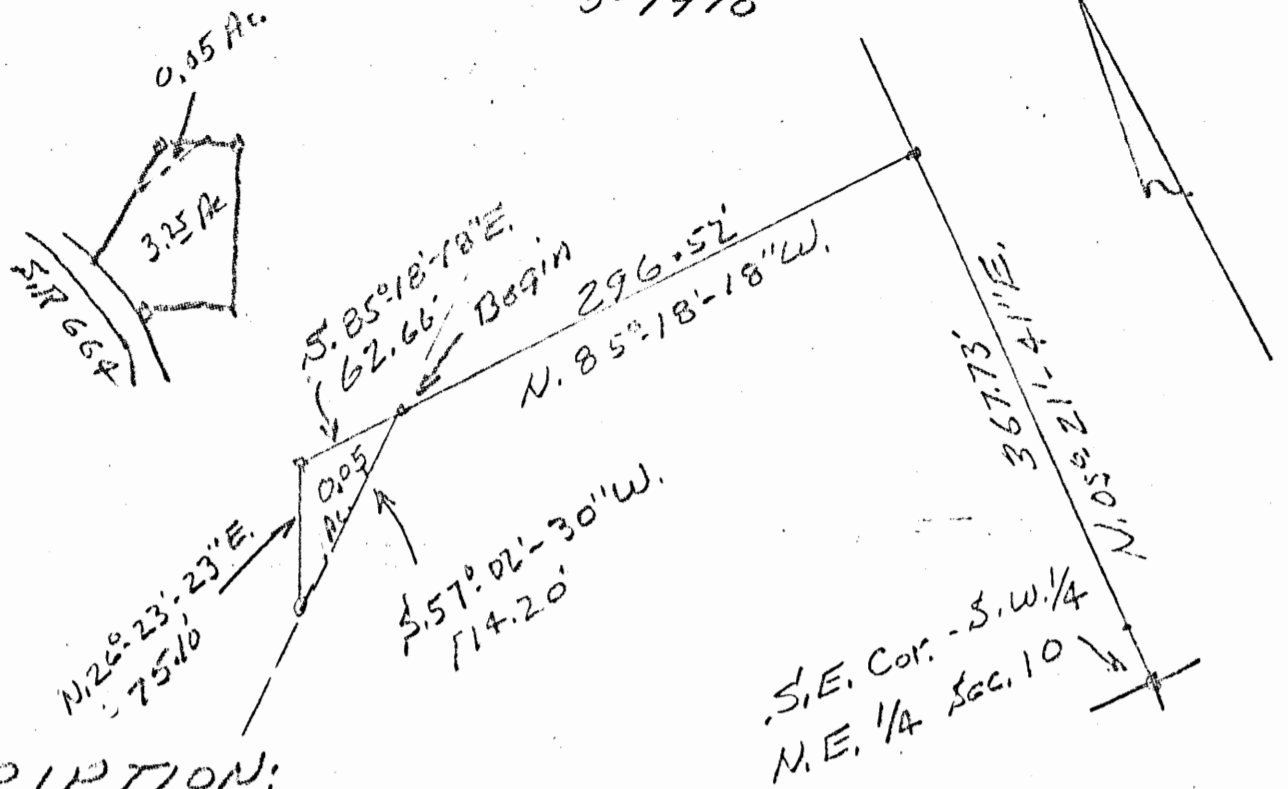 0.05 Ac.
3.25 Ac
S.R 664
S. 85°-18'-18"E.
62.66'
Begin
296.52'
N. 85°-18'-18"W.
367.73'
N. 05° 21'-41"E.
0.05
Ac.
N. 26°-23'-23"E.
75.10'
S. 57° 02'-30"W.
114.20'
S.E. Cor. - S.W. 1/4
N.E. 1/4 Sec. 10